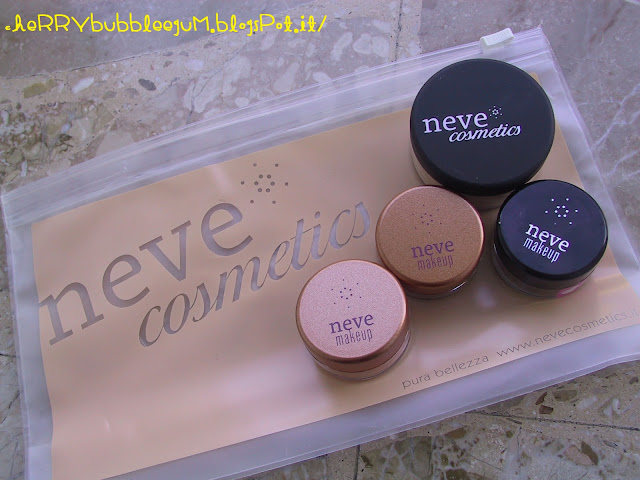 cheRRYbubblegum.blogspot.it/
neve
cosmetics
neve
cosmetics
neve
makeup
neve
makeup
neve
makeup
pura bellezza www.nevecosmetics.